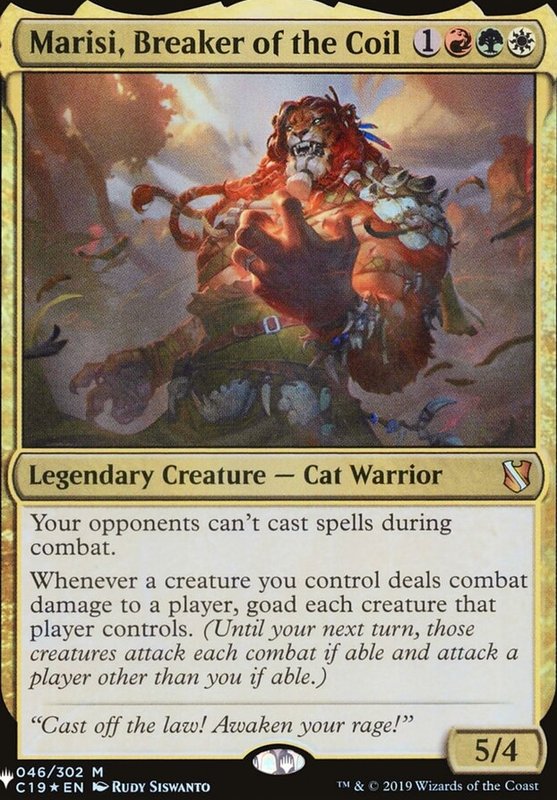 Marisi, Breaker of the Coil 1
Legendary Creature — Cat Warrior
Your opponents can't cast spells during
combat.
Whenever a creature you control deals combat
damage to a player, goad each creature that
player controls. (Until your next turn, those
creatures attack each combat if able and attack a
player other than you if able.)
"Cast off the law! Awaken your rage!"
5/4
046/302 M
C19★EN Rudy Siswanto
™ & © 2019 Wizards of the Coast